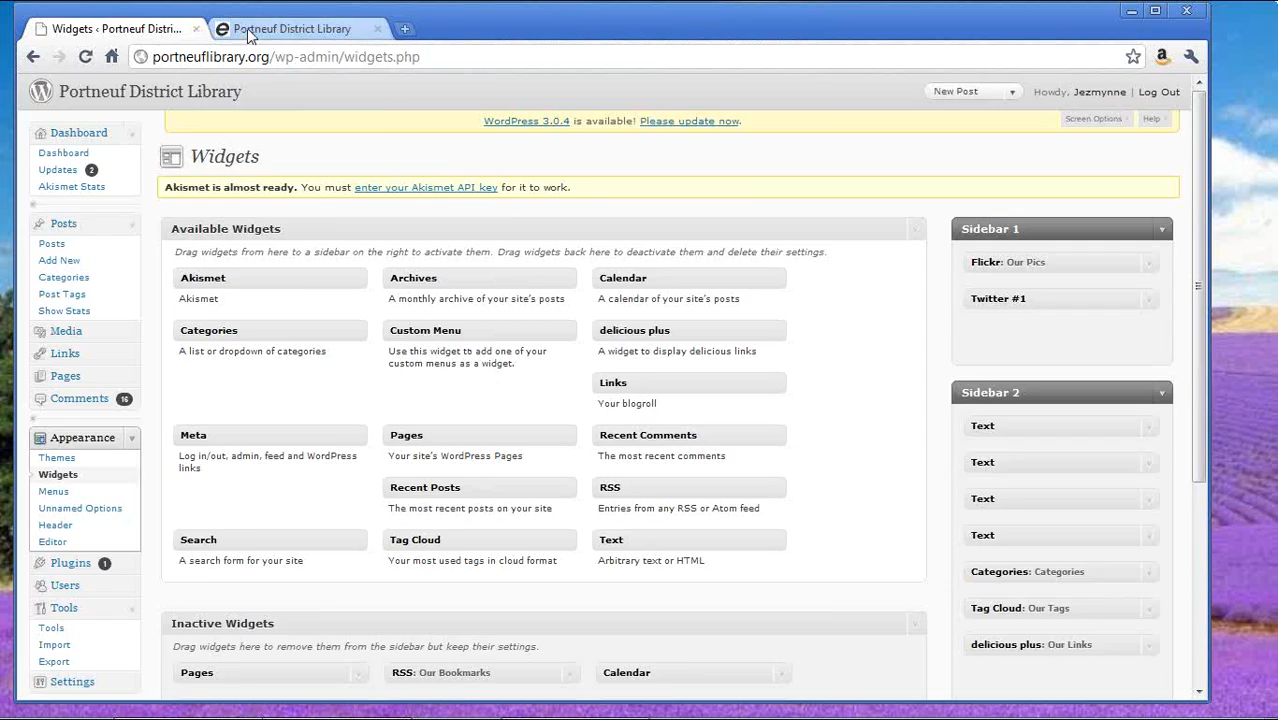 Widgets ‹ Portneuf Distri...
Portneuf District Library
portneuflibrary.org/wp-admin/widgets.php
Portneuf District Library
New Post
Howdy, Jezmynne | Log Out
WordPress 3.0.4 is available! Please update now.
Screen Options
Help
Widgets
Akismet is almost ready. You must enter your Akismet API key for it to work.
Dashboard
Dashboard
Updates 2
Akismet Stats
Posts
Posts
Add New
Categories
Post Tags
Show Stats
Media
Links
Pages
Comments 16
Appearance
Themes
Widgets
Menus
Unnamed Options
Header
Editor
Plugins 1
Users
Tools
Tools
Import
Export
Settings
Available Widgets
Drag widgets from here to a sidebar on the right to activate them. Drag widgets back here to deactivate them and delete their settings.
Akismet
Akismet
Archives
A monthly archive of your site's posts
Calendar
A calendar of your site's posts
Categories
A list or dropdown of categories
Custom Menu
Use this widget to add one of your
custom menus as a widget.
delicious plus
A widget to display delicious links
Links
Your blogroll
Meta
Log in/out, admin, feed and WordPress
links
Pages
Your site's WordPress Pages
Recent Comments
The most recent comments
Recent Posts
The most recent posts on your site
RSS
Entries from any RSS or Atom feed
Search
A search form for your site
Tag Cloud
Your most used tags in cloud format
Text
Arbitrary text or HTML
Inactive Widgets
Drag widgets here to remove them from the sidebar but keep their settings.
Pages
RSS: Our Bookmarks
Calendar
Sidebar 1
Flickr: Our Pics
Twitter #1
Sidebar 2
Text
Text
Text
Text
Categories: Categories
Tag Cloud: Our Tags
delicious plus: Our Links